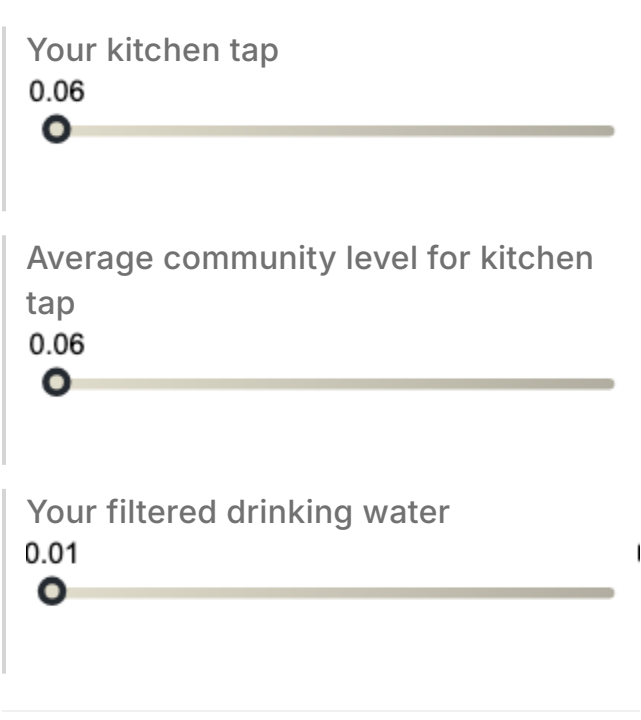 Your kitchen tap
0.06
Average community level for kitchen
tap
0.06
Your filtered drinking water
0.01